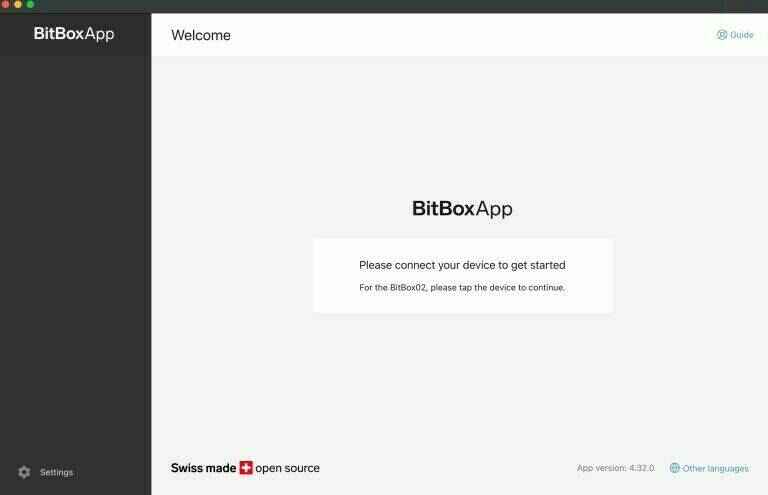 BitBoxApp
Welcome
Guide
BitBoxApp
Please connect your device to get started
For the BitBox02, please tap the device to continue.
Settings
Swiss made open source
App version: 4.32.0
Other languages